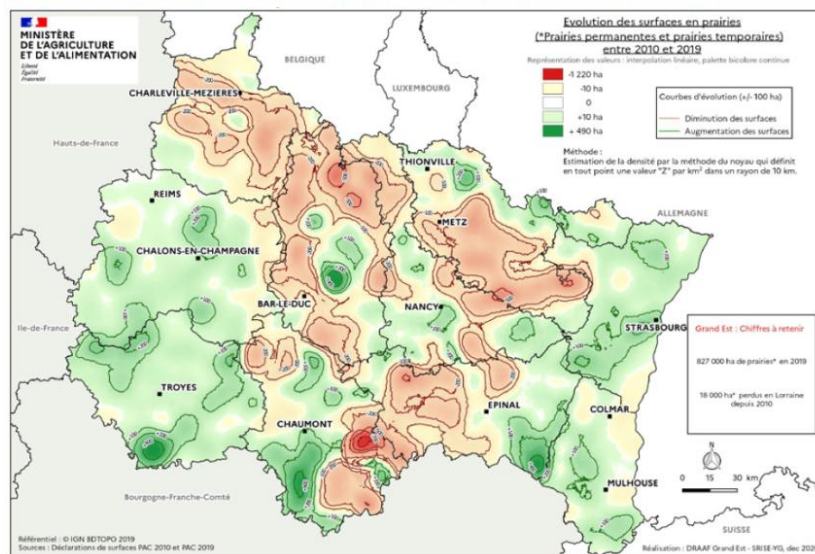 MINISTÈRE
DE L'AGRICULTURE
ET DE L'ALIMENTATION
Liberté
Égalité
Fraternité
Evolution des surfaces en prairies
(*Prairies permanentes et prairies temporaires)
entre 2010 et 2019
Représentation des valeurs : interpolation linéaire, palette bicolore continue
-1 220 ha
-10 ha
0
+10 ha
+ 490 ha
Courbes d'évolution (+/- 100 ha)
Diminution des surfaces
Augmentation des surfaces
Méthode :
Estimation de la densité par la méthode du noyau qui définit
en tout point une valeur "Z" par km² dans un rayon de 10 km.
BELGIQUE
LUXEMBOURG
CHARLEVILLE-MEZIERES
Hauts-de-France
THIONVILLE
REIMS
METZ
ALLEMAGNE
CHALONS-EN-CHAMPAGNE
BAR-LE-DUC
NANCY
Ile-de-France
STRASBOURG
Grand Est : Chiffres à retenir
827 000 ha de prairies* en 2019
18 000 ha* perdus en Lorraine
depuis 2010
TROYES
EPINAL
COLMAR
CHAUMONT
N
0 15 30 km
MULHOUSE
Bourgogne-Franche-Comté
SUISSE
Référentiel : © IGN BDTOPO 2019
Sources : Déclarations de surfaces PAC 2010 et PAC 2019
Réalisation : DRAAF Grand Est - SRISE-YG, dec 202